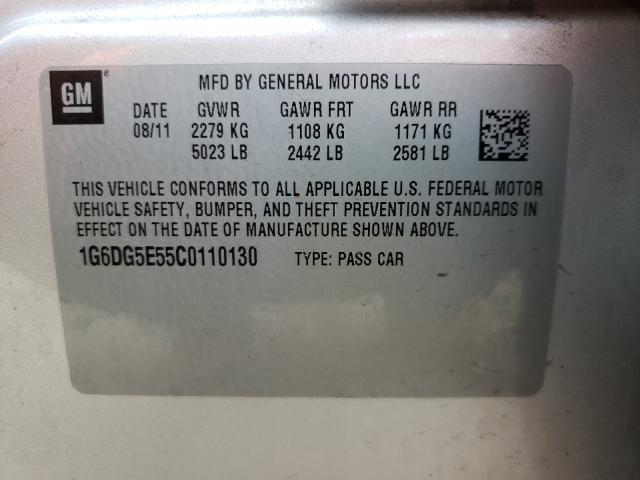 GM ®
MFD BY GENERAL MOTORS LLC
DATE GVWR GAWR FRT GAWR RR
08/11 2279 KG 1108 KG 1171 KG
5023 LB 2442 LB 2581 LB
THIS VEHICLE CONFORMS TO ALL APPLICABLE U.S. FEDERAL MOTOR
VEHICLE SAFETY, BUMPER, AND THEFT PREVENTION STANDARDS IN
EFFECT ON THE DATE OF MANUFACTURE SHOWN ABOVE.
1G6DG5E55C0110130 TYPE: PASS CAR